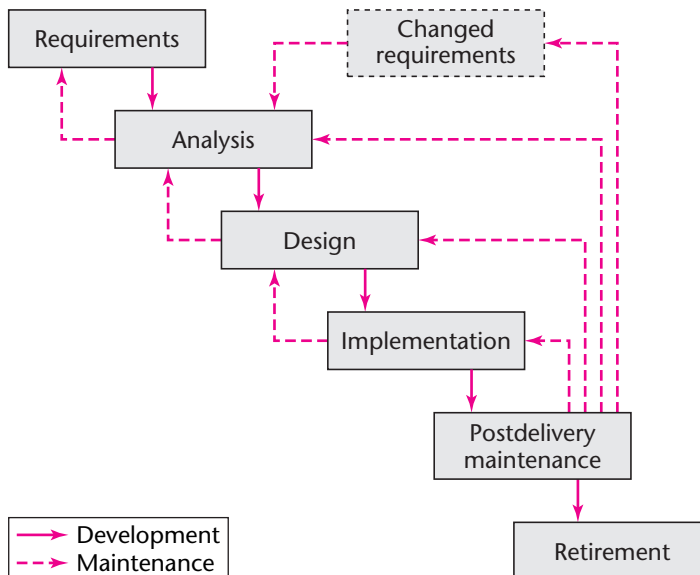 Requirements
Changed
requirements
Analysis
Design
Implementation
Postdelivery
maintenance
Development
Maintenance
Retirement